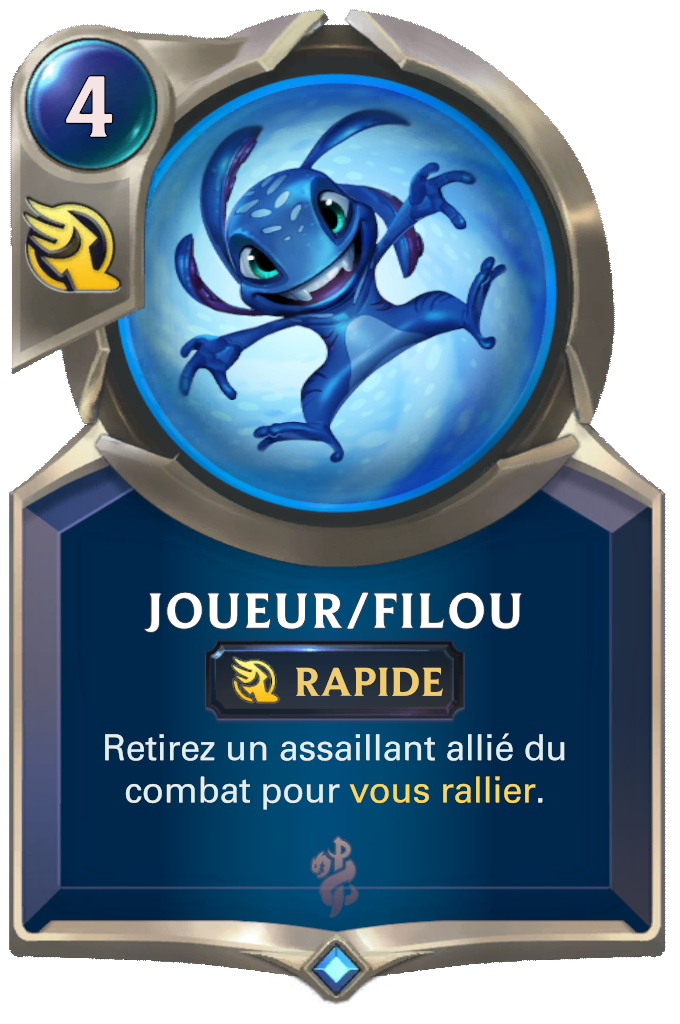 4
JOUEUR/FILOU
RAPIDE
Retirez un assaillant allié du
combat pour vous rallier.